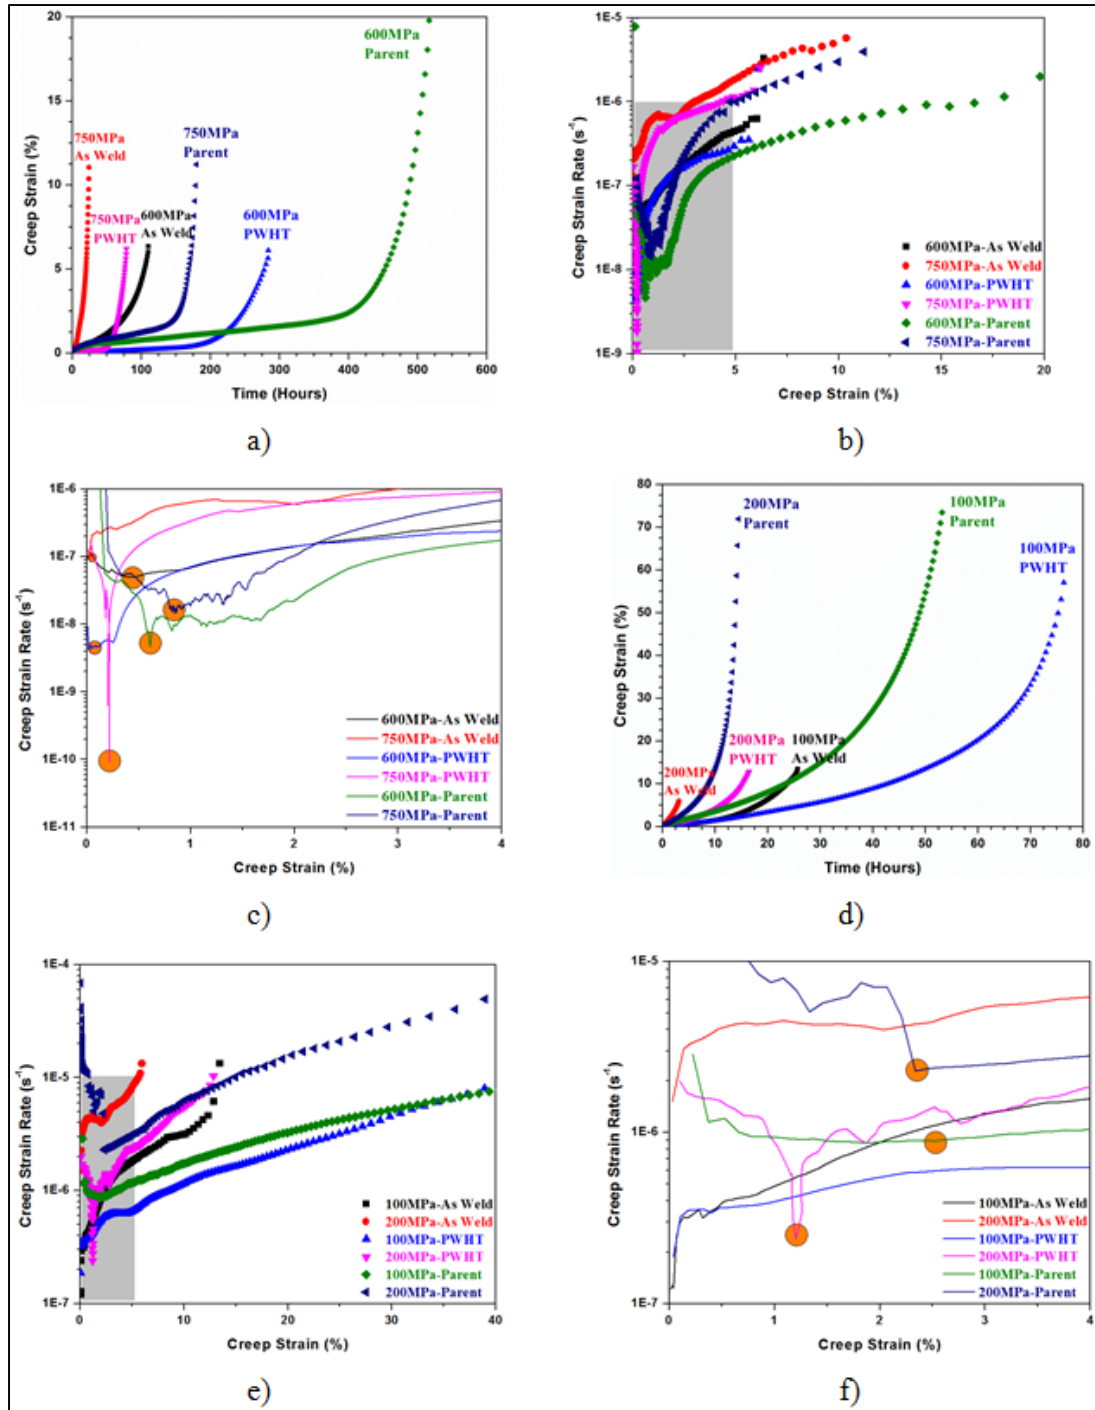 20
15
10
5
0
Creep Strain (%)
750MPa
As Weld
750MPa
PWHT
600MPa
As Weld
750MPa
Parent
600MPa
PWHT
600MPa
Parent
0 100 200 300 400 500 600
Time (Hours)
a)
1E-5
1E-6
1E-7
1E-8
1E-9
Creep Strain Rate (s⁻¹)
600MPa-As Weld
750MPa-As Weld
600MPa-PWHT
750MPa-PWHT
600MPa-Parent
750MPa-Parent
0 5 10 15 20
Creep Strain (%)
b)
1E-6
1E-7
1E-8
1E-9
1E-10
1E-11
Creep Strain Rate (s⁻¹)
600MPa-As Weld
750MPa-As Weld
600MPa-PWHT
750MPa-PWHT
600MPa-Parent
750MPa-Parent
0 1 2 3 4
Creep Strain (%)
c)
80
70
60
50
40
30
20
10
0
Creep Strain (%)
200MPa
Parent
100MPa
Parent
100MPa
PWHT
200MPa
As Weld
200MPa
PWHT
100MPa
As Weld
0 10 20 30 40 50 60 70 80
Time (Hours)
d)
1E-4
1E-5
1E-6
1E-7
Creep Strain Rate (s⁻¹)
100MPa-As Weld
200MPa-As Weld
100MPa-PWHT
200MPa-PWHT
100MPa-Parent
200MPa-Parent
0 10 20 30 40
Creep Strain (%)
e)
1E-5
1E-6
1E-7
Creep Strain Rate (s⁻¹)
100MPa-As Weld
200MPa-As Weld
100MPa-PWHT
200MPa-PWHT
100MPa-Parent
200MPa-Parent
0 1 2 3 4
Creep Strain (%)
f)